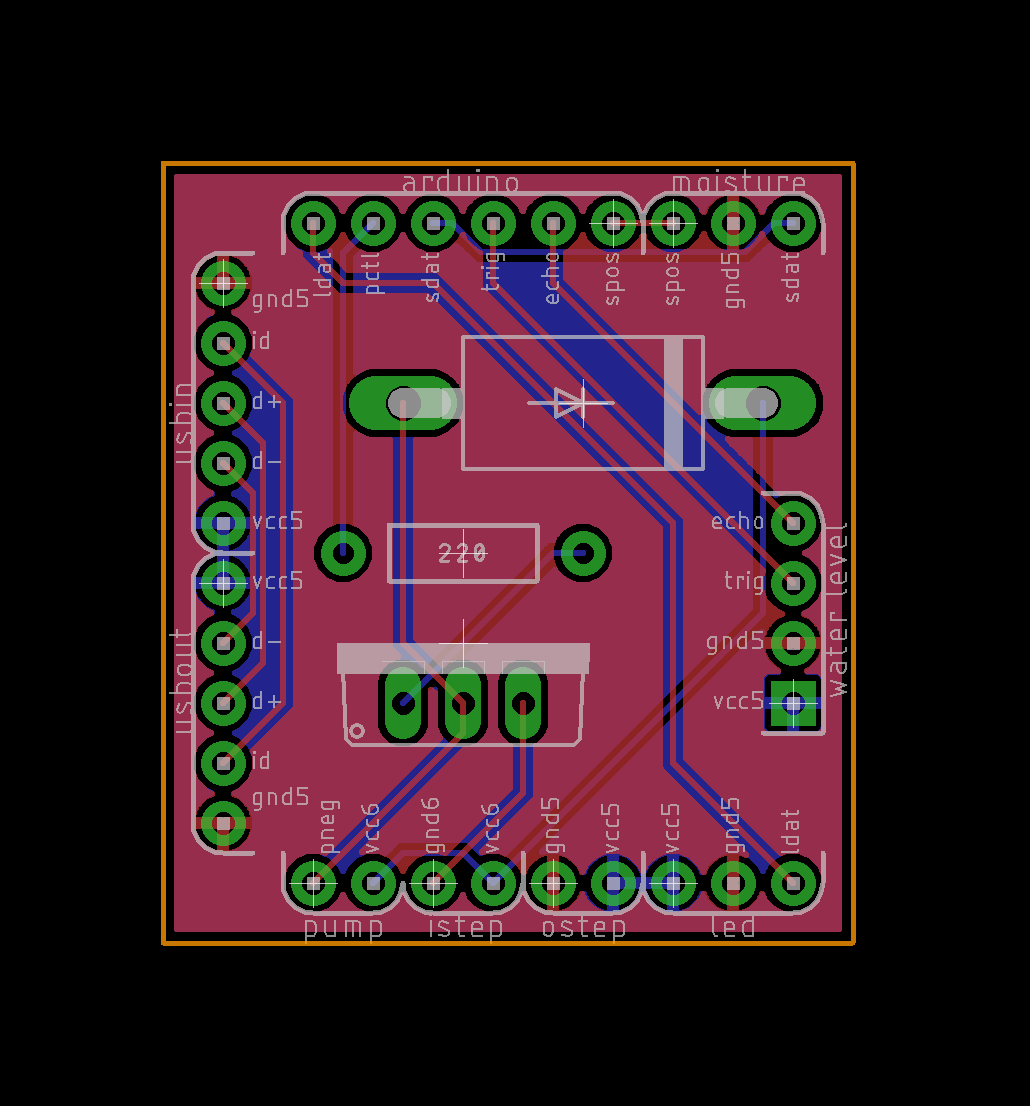 arduino
moisture
ldat
pctl
sdat
trig
echo
spos
spos
gnd5
sdat
usbin
gnd5
id
d+
d-
vcc5
usbout
vcc5
d-
d+
id
gnd5
220
water level
echo
trig
gnd5
vcc5
pneg
vcc6
gnd6
vcc6
gnd5
vcc5
vcc5
gnd5
ldat
pump
istep
ostep
led